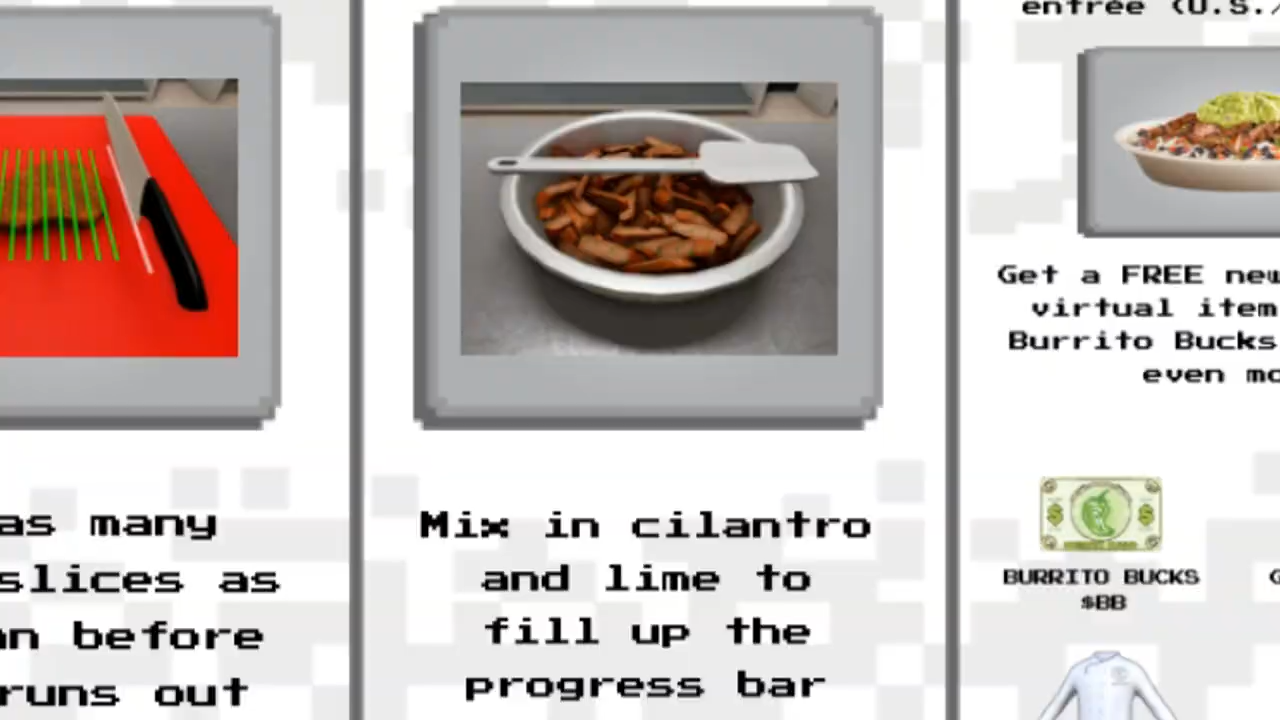 as many
slices as
before
runs out
Mix in cilantro
and lime to
fill up the
progress bar
entrée (U.S./
Get a FREE new
virtual item
Burrito Bucks
even
BURRITO BUCKS
$BB